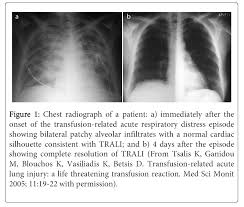 a
b
Figure 1: Chest radiograph of a patient: a) immediately after the
onset of the transfusion-related acute respiratory distress episode
showing bilateral patchy alveolar infiltrates with a normal cardiac
silhouette consistent with TRALI; and b) 4 days after the episode
showing complete resolution of TRALI (From Tsalis K, Ganidou
M, Blouchos K, Vasiliadis K, Betsis D. Transfusion-related acute
lung injury: a life threatening transfusion reaction. Med Sci Monit
2005; 11:19-22 with permission).